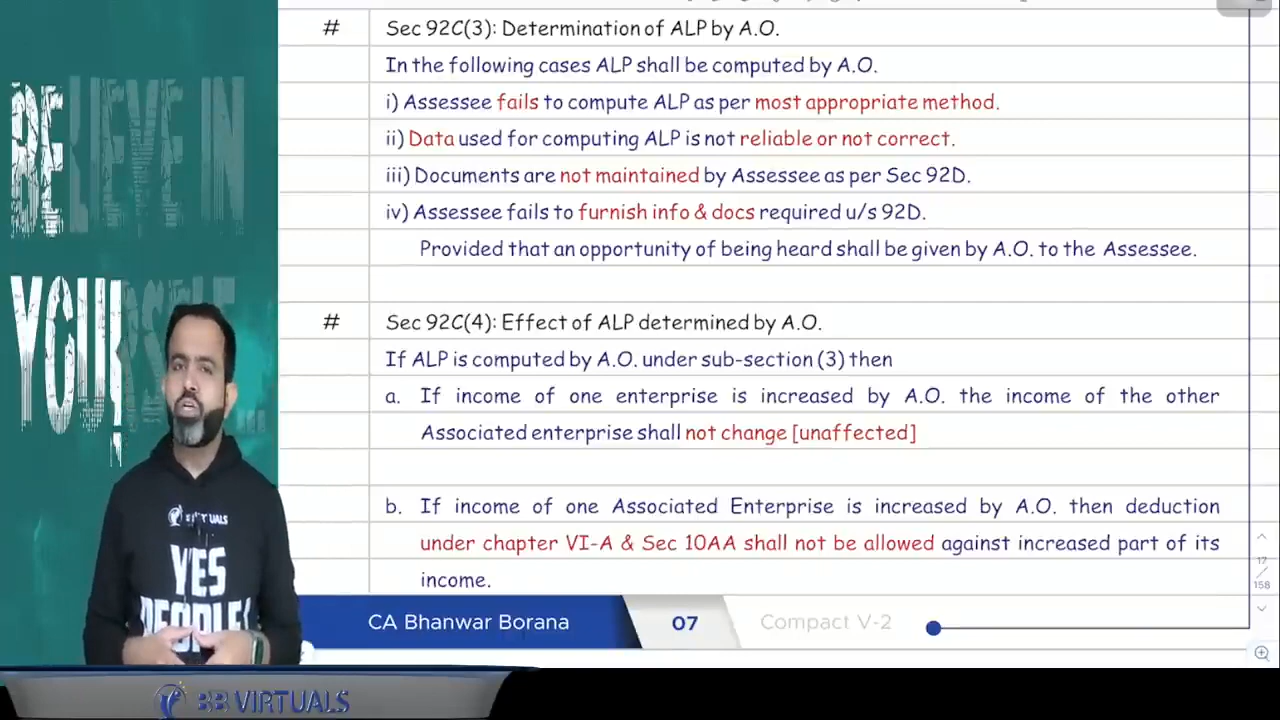 BELIEVE IN
YOURSELF...
# Sec 92C(3): Determination of ALP by A.O.
In the following cases ALP shall be computed by A.O.
i) Assessee fails to compute ALP as per most appropriate method.
ii) Data used for computing ALP is not reliable or not correct.
iii) Documents are not maintained by Assessee as per Sec 92D.
iv) Assessee fails to furnish info & docs required u/s 92D.
Provided that an opportunity of being heard shall be given by A.O. to the Assessee.
# Sec 92C(4): Effect of ALP determined by A.O.
If ALP is computed by A.O. under sub-section (3) then
a. If income of one enterprise is increased by A.O. the income of the other
Associated enterprise shall not change [unaffected]
b. If income of one Associated Enterprise is increased by A.O. then deduction
under chapter VI-A & Sec 10AA shall not be allowed against increased part of its
income.
CA Bhanwar Borana 07 Compact V-2
17
158
YES
PEOPLE!
BB VIRTUALS